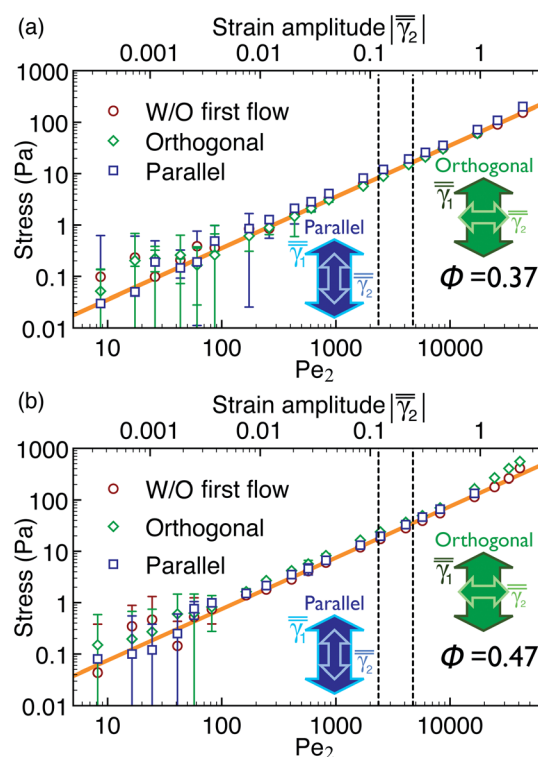 (a)
Strain amplitude |γ̿₂|
0.001 0.01 0.1 1
1000
100
10
1
0.1
0.01
Stress (Pa)
W/O first flow
Orthogonal
Parallel
Parallel
γ̿₁
γ̿₂
Orthogonal
γ̿₁
γ̿₂
Φ=0.37
10 100 1000 10000
Pe₂
(b)
Strain amplitude |γ̿₂|
0.001 0.01 0.1 1
1000
100
10
1
0.1
0.01
Stress (Pa)
W/O first flow
Orthogonal
Parallel
Parallel
γ̿₁
γ̿₂
Orthogonal
γ̿₁
γ̿₂
Φ=0.47
10 100 1000 10000
Pe₂